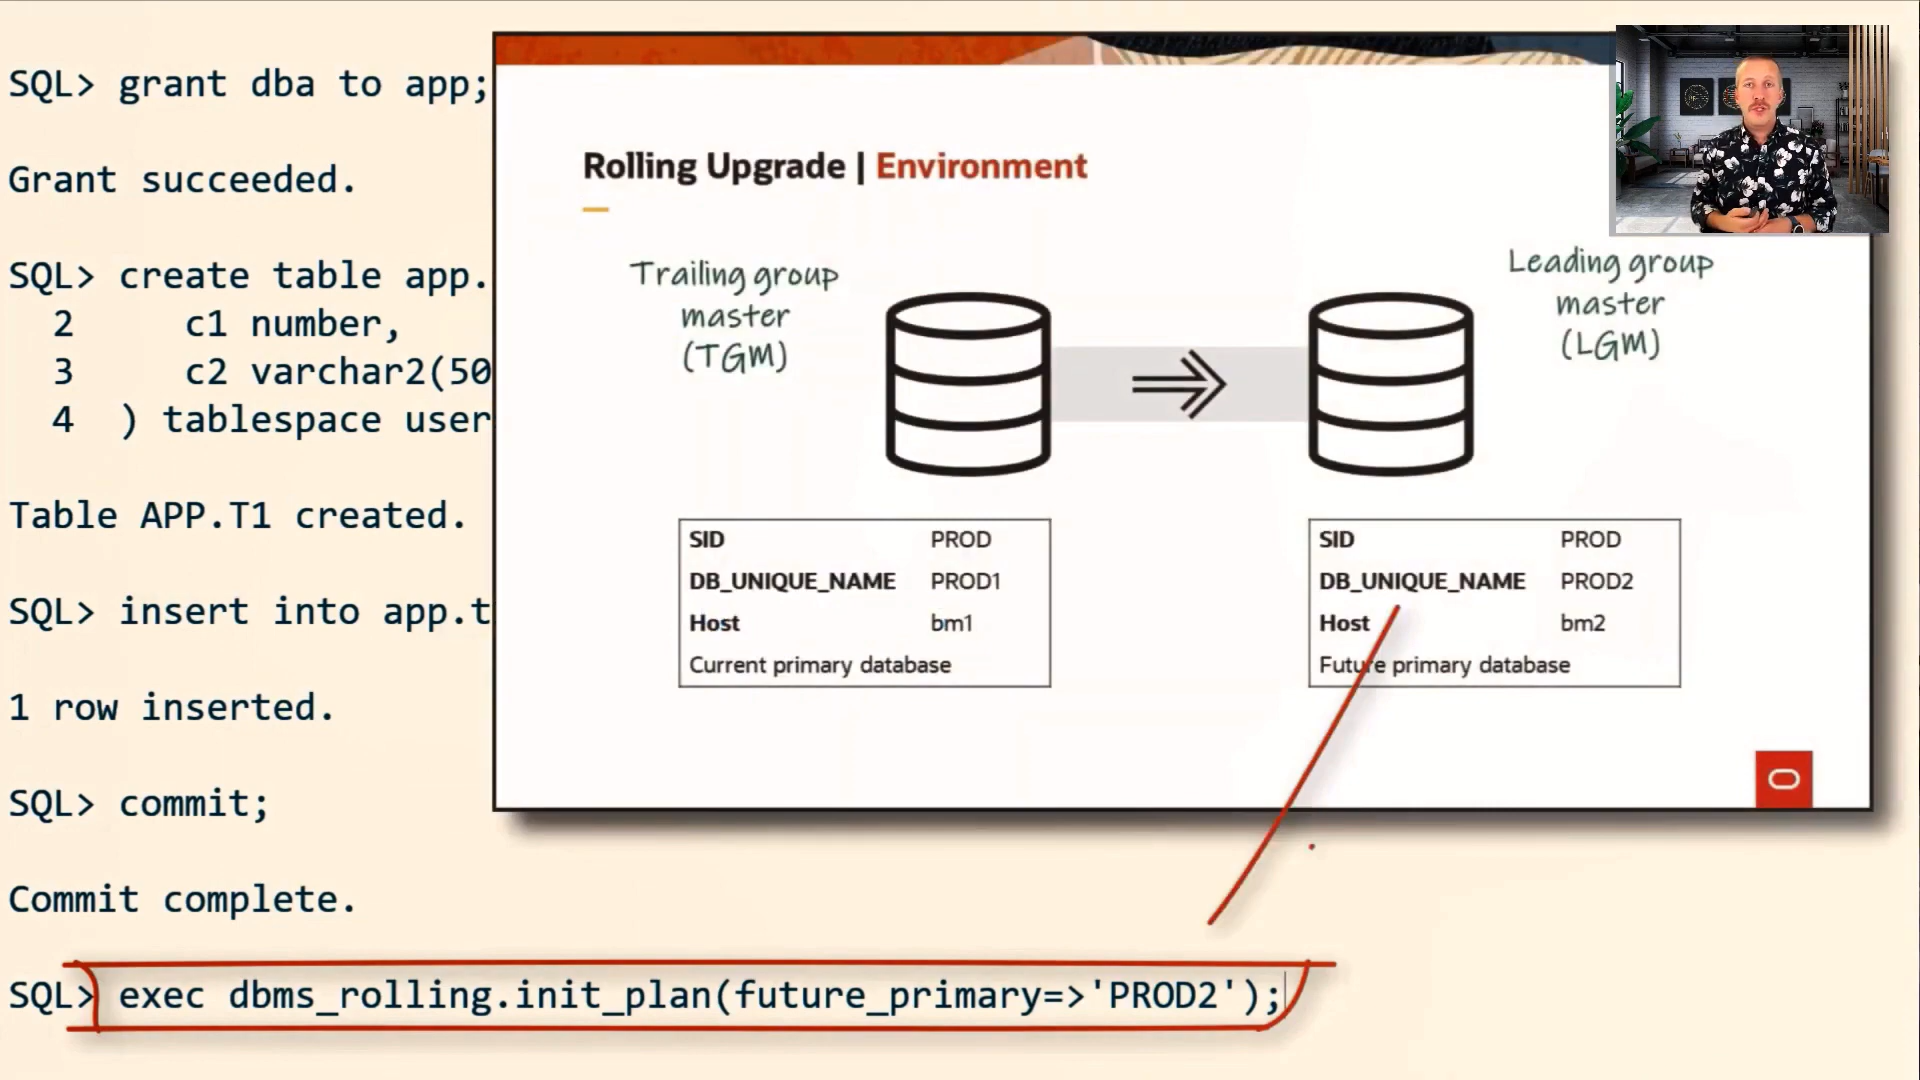 SQL> grant dba to app;
Grant succeeded.
SQL> create table app.
2 c1 number,
3 c2 varchar2(50
4 ) tablespace user
Table APP.T1 created.
SQL> insert into app.t
1 row inserted.
SQL> commit;
Commit complete.
SQL> exec dbms_rolling.init_plan(future_primary=>'PROD2');
Rolling Upgrade | Environment
Trailing group
master
(TGM)
Leading group
master
(LGM)
SID PROD
DB_UNIQUE_NAME PROD1
Host bm1
Current primary database
SID PROD
DB_UNIQUE_NAME PROD2
Host bm2
Future primary database